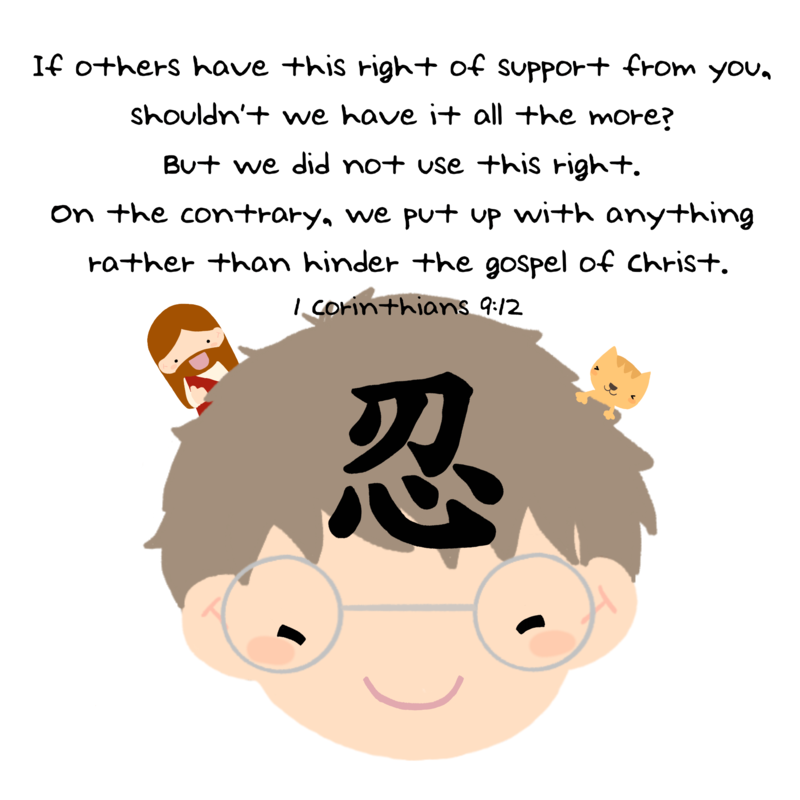 If others have this right of support from you,
shouldn't we have it all the more?
But we did not use this right.
On the contrary, we put up with anything
rather than hinder the gospel of Christ.
1 Corinthians 9:12
忍